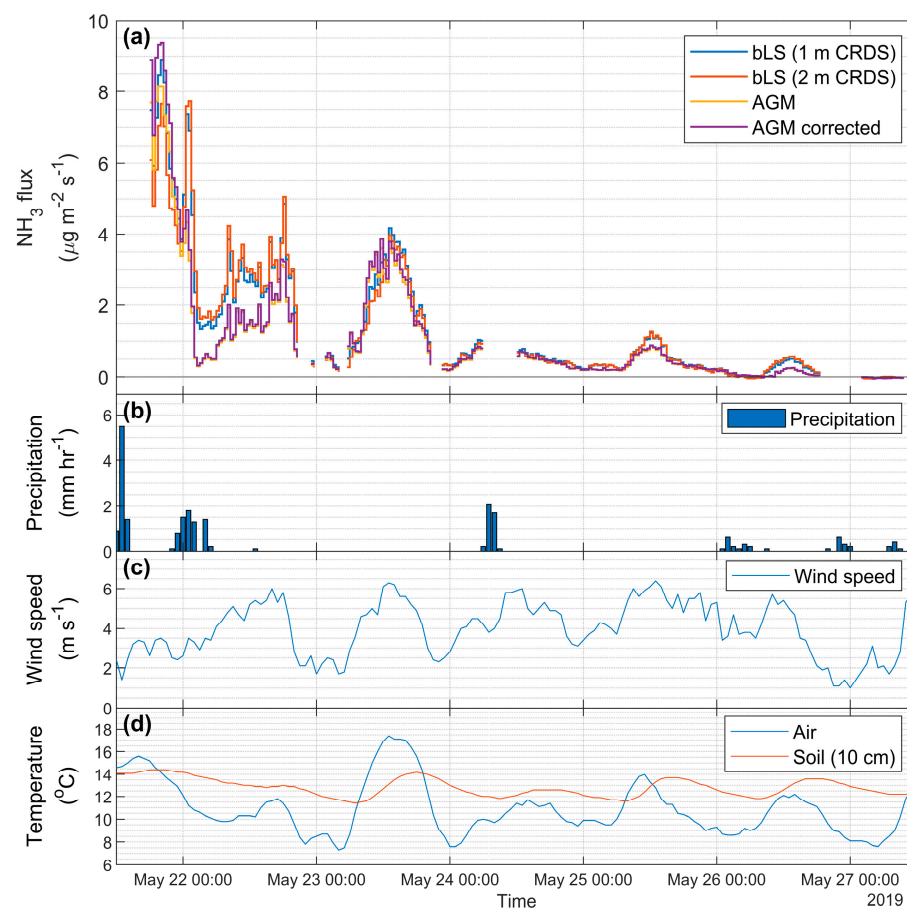 (a)
10
8
6
4
2
0
NH3 flux
(μg m-2 s-1)
bLS (1 m CRDS)
bLS (2 m CRDS)
AGM
AGM corrected
(b)
6
4
2
0
Precipitation
(mm hr-1)
Precipitation
(c)
6
4
2
0
Wind speed
(m s-1)
Wind speed
(d)
18
16
14
12
10
8
6
Temperature
(oC)
Air
Soil (10 cm)
May 22 00:00 May 23 00:00 May 24 00:00 May 25 00:00 May 26 00:00 May 27 00:00
Time
2019